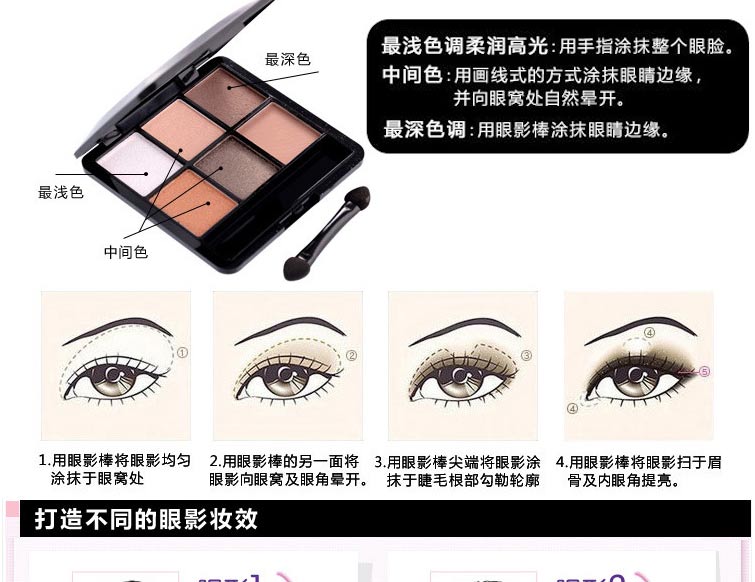 最深色
最浅色
中间色
最浅色调柔润高光:用手指涂抹整个眼脸。
中间色:用画线式的方式涂抹眼睛边缘,
并向眼窝处自然晕开。
最深色调:用眼影棒涂抹眼睛边缘。
①
②
③
④
⑤
④
1.用眼影棒将眼影均匀
涂抹于眼窝处
2.用眼影棒的另一面将
眼影向眼窝及眼角晕开。
3.用眼影棒尖端将眼影涂
抹于睫毛根部勾勒轮廓
4.用眼影棒将眼影扫于眉
骨及内眼角提亮。
打造不同的眼影妆效